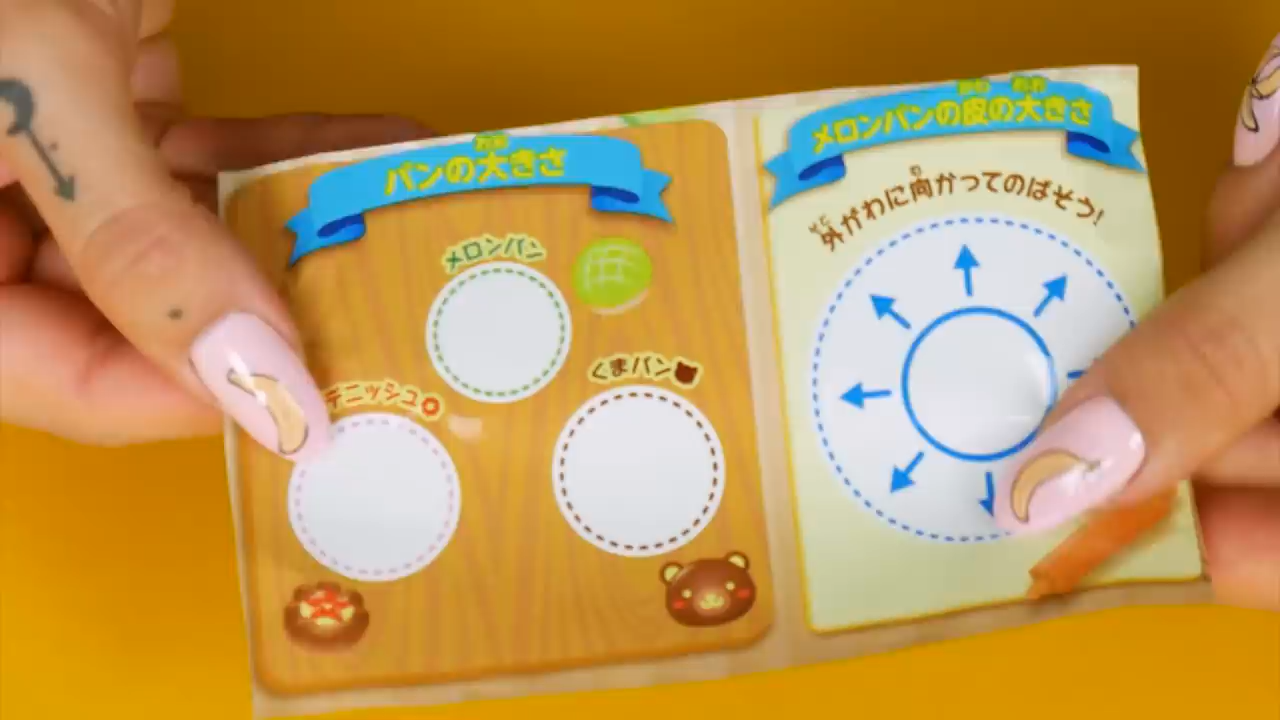 パンの大きさ
メロンパン
くまパン
デニッシュ
メロンパンの皮の大きさ
外がわに向かってのばそう!